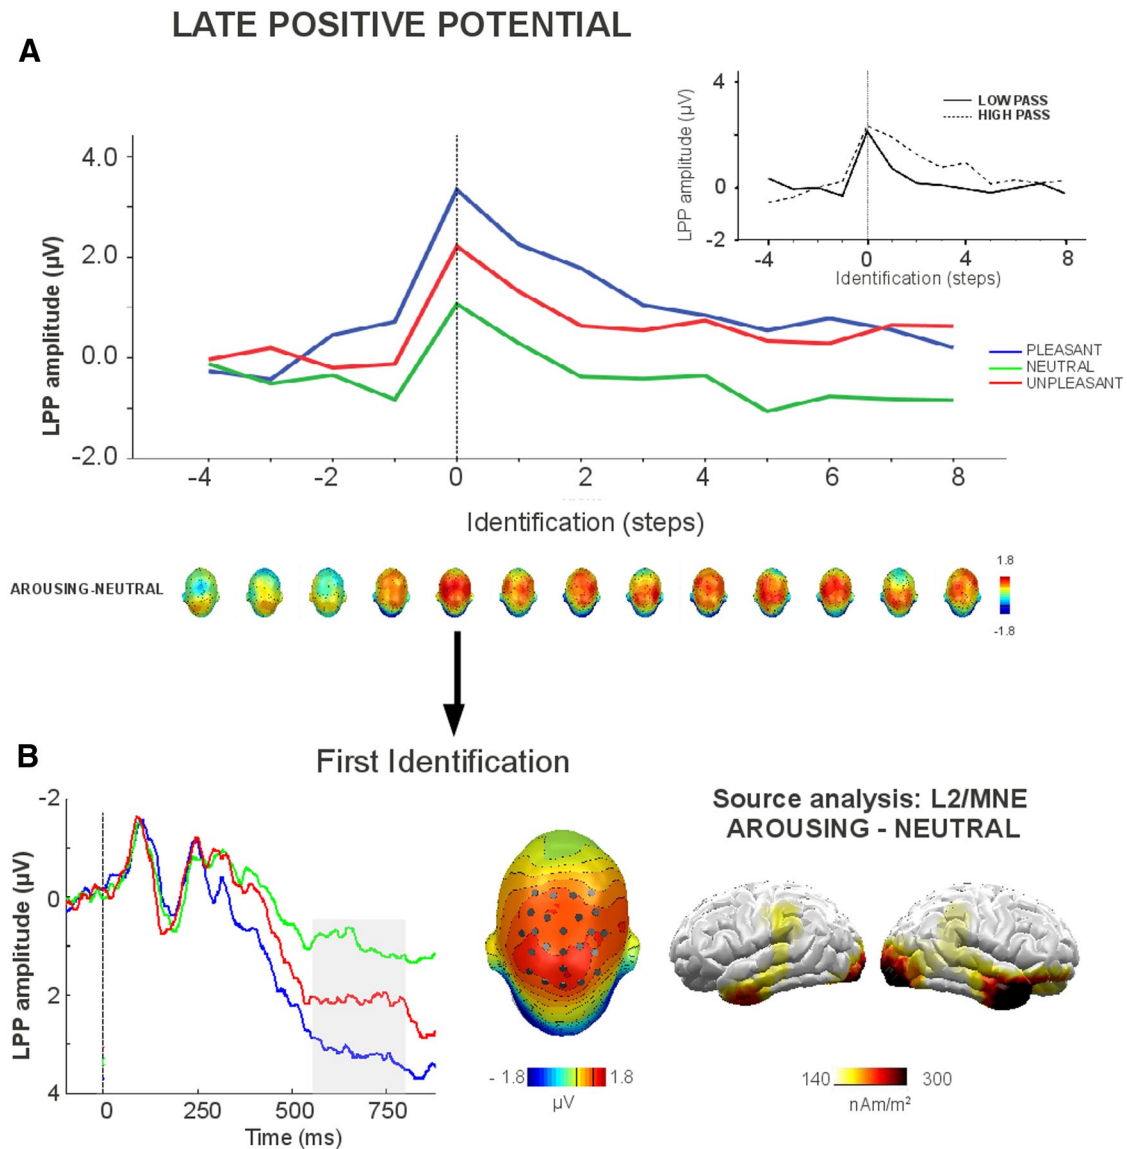 LATE POSITIVE POTENTIAL
A
4
0
-2
LPP amplitude (µV)
LOW PASS
HIGH PASS
-4 0 4 8
Identification (steps)
4.0
2.0
0.0
-2.0
LPP amplitude (µV)
PLEASANT
NEUTRAL
UNPLEASANT
-4 -2 0 2 4 6 8
Identification (steps)
AROUSING-NEUTRAL
1.8
-1.8
B
First Identification
-2
0
2
4
LPP amplitude (µV)
0 250 500 750
Time (ms)
Source analysis: L2/MNE
AROUSING - NEUTRAL
- 1.8 1.8
µV
140 300
nAm/m²